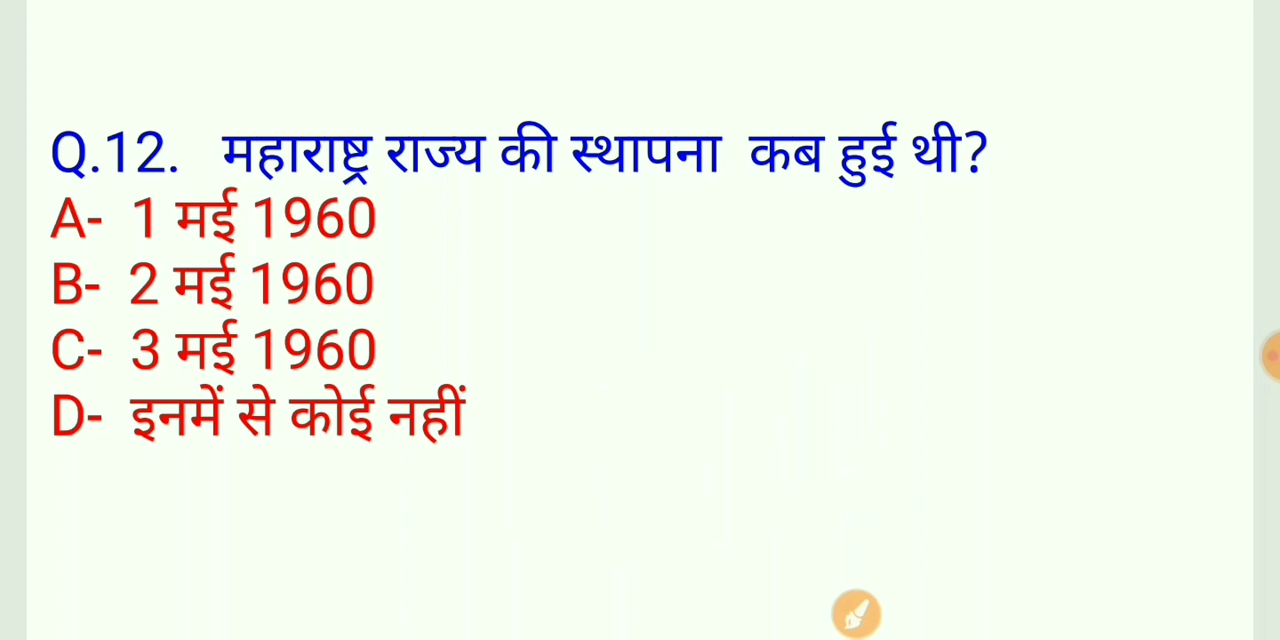 Q.12. महाराष्ट्र राज्य की स्थापना कब हुई थी?
A- 1 मई 1960
B- 2 मई 1960
C- 3 मई 1960
D- इनमें से कोई नहीं